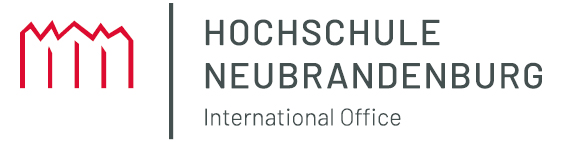 HOCHSCHULE
NEUBRANDENBURG
International Office